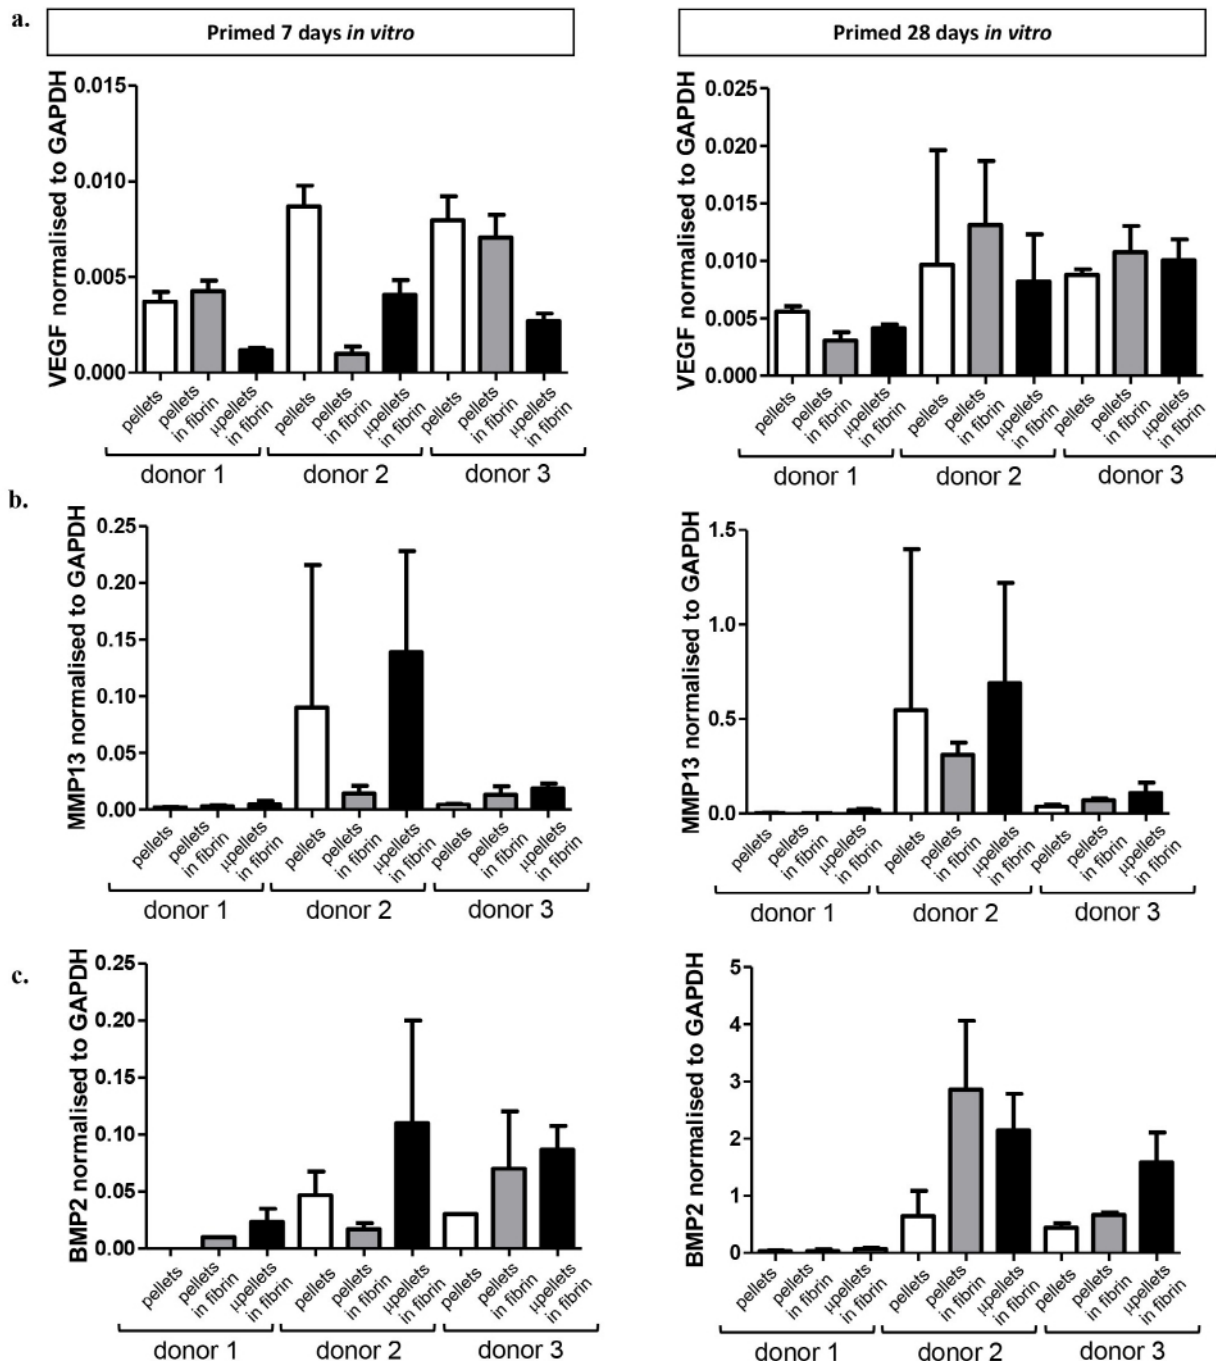 a.
Primed 7 days in vitro
Primed 28 days in vitro
VEGF normalised to GAPDH
0.015
0.010
0.005
0.000
pellets
pellets
in fibrin
µpellets
in fibrin
pellets
pellets
in fibrin
µpellets
in fibrin
pellets
pellets
in fibrin
µpellets
in fibrin
donor 1
donor 2
donor 3
VEGF normalised to GAPDH
0.025
0.020
0.015
0.010
0.005
0.000
pellets
pellets
in fibrin
µpellets
in fibrin
pellets
pellets
in fibrin
µpellets
in fibrin
pellets
pellets
in fibrin
µpellets
in fibrin
donor 1
donor 2
donor 3
b.
MMP13 normalised to GAPDH
0.25
0.20
0.15
0.10
0.05
0.00
pellets
pellets
in fibrin
µpellets
in fibrin
pellets
pellets
in fibrin
µpellets
in fibrin
pellets
pellets
in fibrin
µpellets
in fibrin
donor 1
donor 2
donor 3
MMP13 normalised to GAPDH
1.5
1.0
0.5
0.0
pellets
pellets
in fibrin
µpellets
in fibrin
pellets
pellets
in fibrin
µpellets
in fibrin
pellets
pellets
in fibrin
µpellets
in fibrin
donor 1
donor 2
donor 3
c.
BMP2 normalised to GAPDH
0.25
0.20
0.15
0.10
0.05
0.00
pellets
pellets
in fibrin
µpellets
in fibrin
pellets
pellets
in fibrin
µpellets
in fibrin
pellets
pellets
in fibrin
µpellets
in fibrin
donor 1
donor 2
donor 3
BMP2 normalised to GAPDH
5
4
3
2
1
0
pellets
pellets
in fibrin
µpellets
in fibrin
pellets
pellets
in fibrin
µpellets
in fibrin
pellets
pellets
in fibrin
µpellets
in fibrin
donor 1
donor 2
donor 3